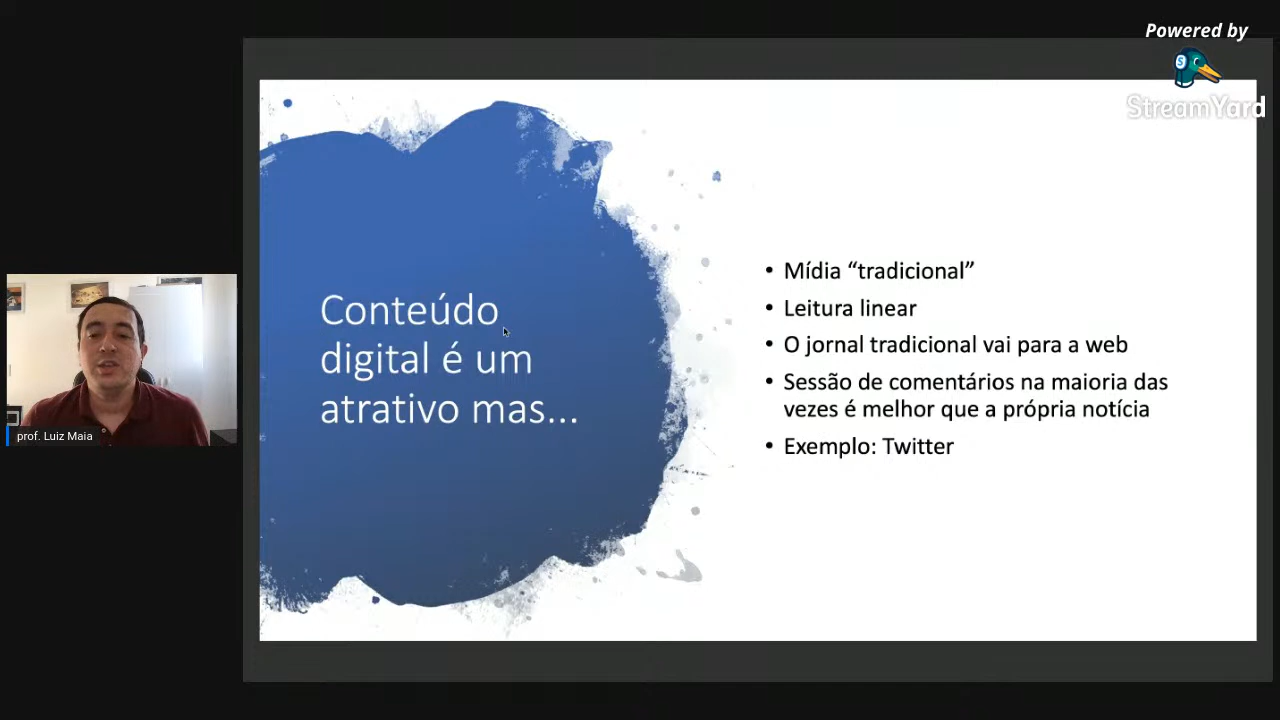 Powered by
StreamYard
Conteúdo
digital é um
atrativo mas...
• Mídia “tradicional”
• Leitura linear
• O jornal tradicional vai para a web
• Sessão de comentários na maioria das
vezes é melhor que a própria notícia
• Exemplo: Twitter
prof. Luiz Maia